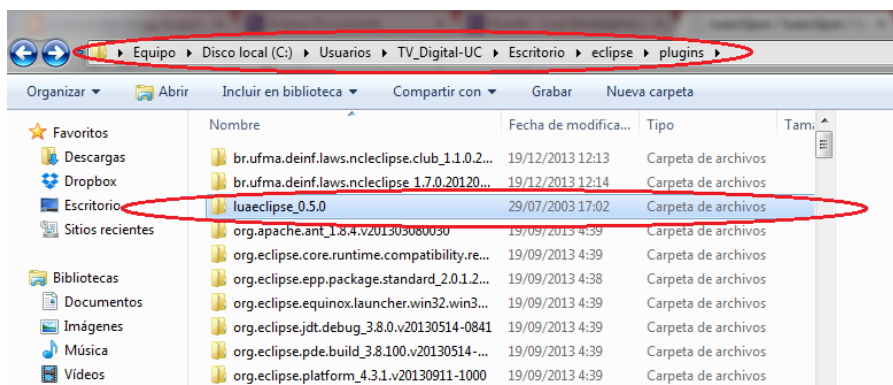 Equipo ▸ Disco local (C:) ▸ Usuarios ▸ TV_Digital-UC ▸ Escritorio ▸ eclipse ▸ plugins ▸
Organizar Abrir Incluir en biblioteca Compartir con Grabar Nueva carpeta
Nombre Fecha de modifica... Tipo
Favoritos
Descargas
Dropbox
Escritorio
Sitios recientes
Bibliotecas
Documentos
Imágenes
Música
Vídeos
br.ufma.deinf.laws.ncleclipse.club_1.1.0.2... 19/12/2013 12:13 Carpeta de archivos
br.ufma.deinf.laws.ncleclipse_1.7.0.20120... 19/12/2013 12:14 Carpeta de archivos
luaeclipse_0.5.0 29/07/2003 17:02 Carpeta de archivos
org.apache.ant_1.8.4.v201303080030 19/09/2013 4:39 Carpeta de archivos
org.eclipse.core.runtime.compatibility.re... 19/09/2013 4:39 Carpeta de archivos
org.eclipse.epp.package.standard_2.0.1.2... 19/09/2013 4:38 Carpeta de archivos
org.eclipse.equinox.launcher.win32.win3... 19/09/2013 4:39 Carpeta de archivos
org.eclipse.jdt.debug_3.8.0.v20130514-0841 19/09/2013 4:39 Carpeta de archivos
org.eclipse.pde.build_3.8.100.v20130514-... 19/09/2013 4:39 Carpeta de archivos
org.eclipse.platform_4.3.1.v20130911-1000 19/09/2013 4:39 Carpeta de archivos